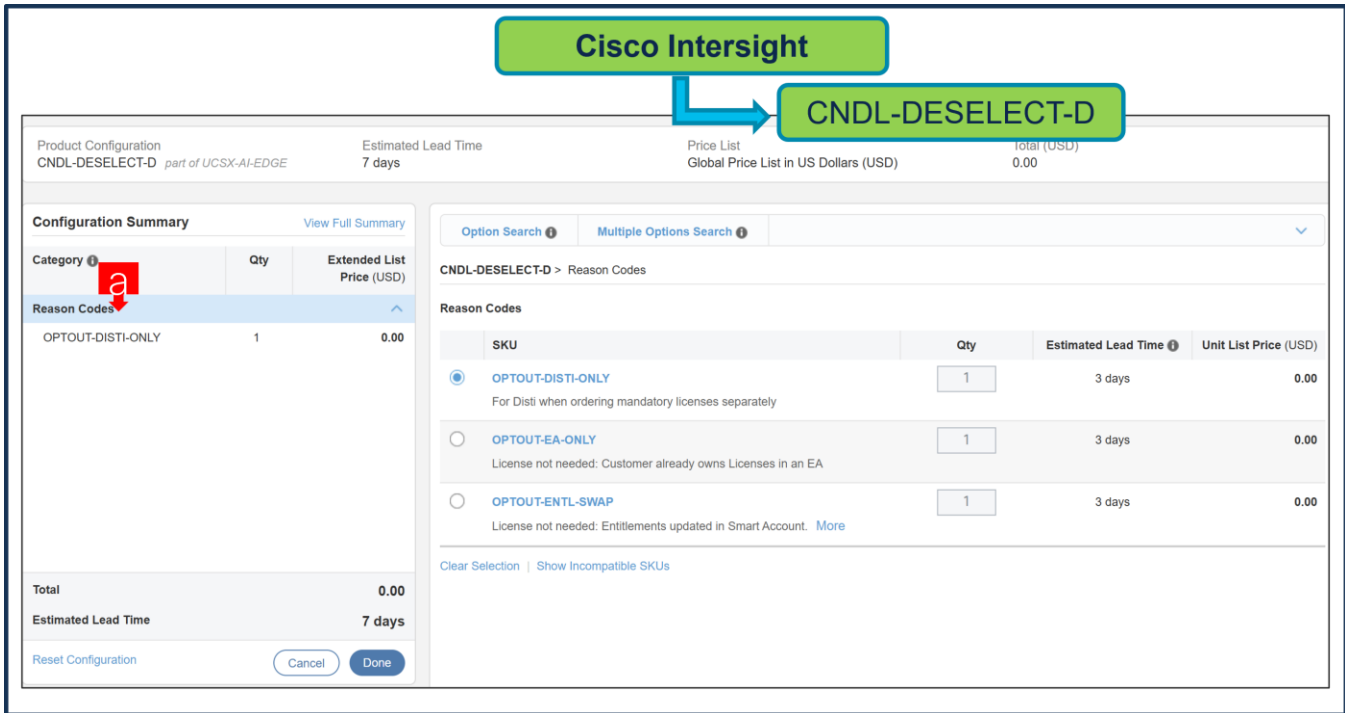 Cisco Intersight
CNDL-DESELECT-D
Product Configuration
CNDL-DESELECT-D part of UCSX-AI-EDGE
Estimated Lead Time
7 days
Price List
Global Price List in US Dollars (USD)
Total (USD)
0.00
Configuration Summary View Full Summary
Category Qty Extended List
Price (USD)
a
Reason Codes
OPTOUT-DISTI-ONLY 1 0.00
Total 0.00
Estimated Lead Time 7 days
Reset Configuration Cancel Done
Option Search Multiple Options Search
CNDL-DESELECT-D > Reason Codes
Reason Codes
SKU Qty Estimated Lead Time Unit List Price (USD)
OPTOUT-DISTI-ONLY 1 3 days 0.00
For Disti when ordering mandatory licenses separately
OPTOUT-EA-ONLY 1 3 days 0.00
License not needed: Customer already owns Licenses in an EA
OPTOUT-ENTL-SWAP 1 3 days 0.00
License not needed: Entitlements updated in Smart Account. More
Clear Selection | Show Incompatible SKUs